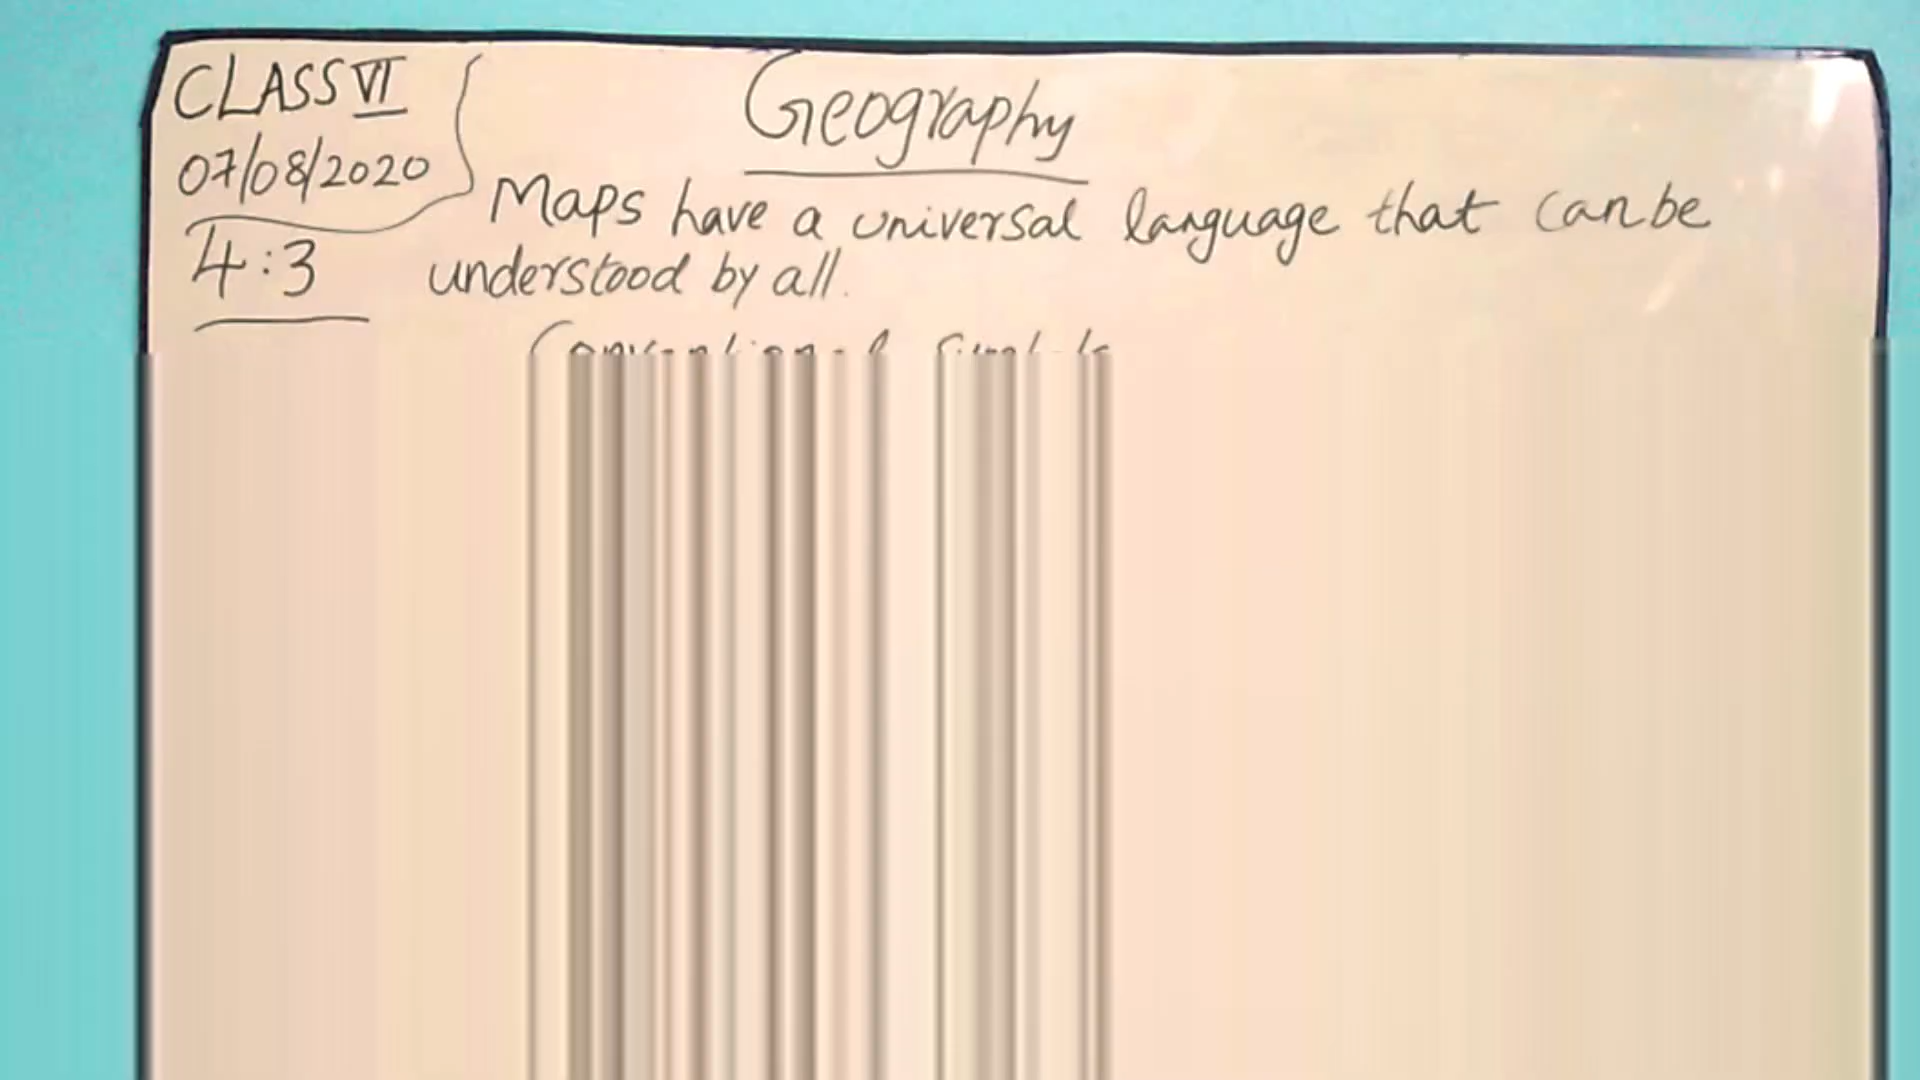 CLASS VI
Geography
07/08/2020
Maps have a universal language that can be
4:3
understood by all.